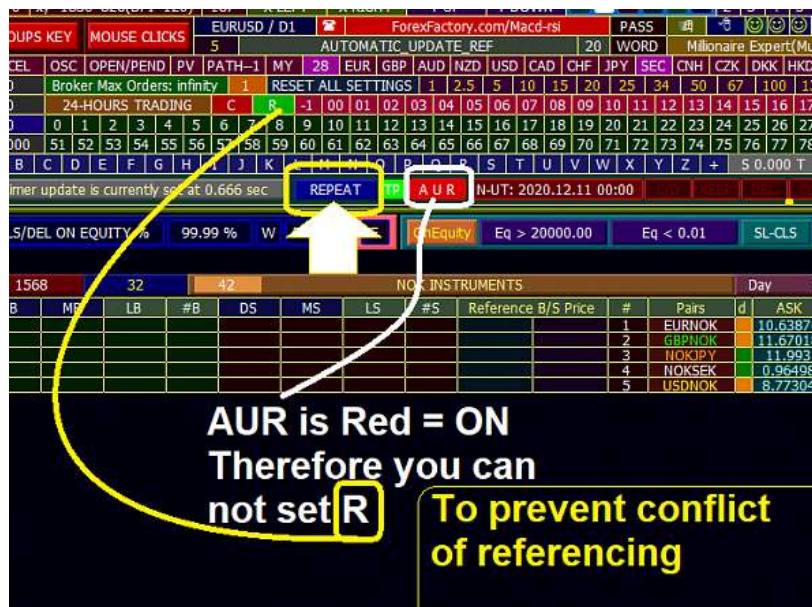 EURUSD / D1 ForexFactory.com/Macd-rsi PASS
OUPS KEY MOUSE CLICKS 5 AUTOMATIC_UPDATE_REF 20 WORD Millionaire Expert(Mu
CEL OSC OPEN/PEND PV PATH-1 MY 28 EUR GBP AUD NZD USD CAD CHF JPY SEC CNH CZK DKK HKD
Broker Max Orders: infinity 1 RESET ALL SETTINGS 1 2.5 5 10 15 20 25 34 50 67 100
24-HOURS TRADING C R -1 00 01 02 03 04 05 06 07 08 09 10 11 12 13 14 15 16
0 1 2 3 4 5 6 7 8 9 10 11 12 13 14 15 16 17 18 19 20 21 22 23 24 25 26 27
000 51 52 53 54 55 56 57 58 59 60 61 62 63 64 65 66 67 68 69 70 71 72 73 74 75 76 77 78
B C D E F G H I J K L M N O P Q R S T U V W X Y Z + S 0.000 T
imer update is currently set at 0.666 sec REPEAT TP A U R N-UT: 2020.12.11 00:00
LS/DEL ON EQUITY % 99.99 % W OnEquity Eq > 20000.00 Eq < 0.01 SL-CLS
1568 32 42 NOK INSTRUMENTS Day
B MB LB #B DS MS LS #S Reference B/S Price # Pairs d ASK
1 EURNOK 10.6387
2 GBPNOK 11.6701
3 NOKJPY 11.993
4 NOKSEK 0.96498
5 USDNOK 8.77304
AUR is Red = ON
Therefore you can
not set R
To prevent conflict
of referencing